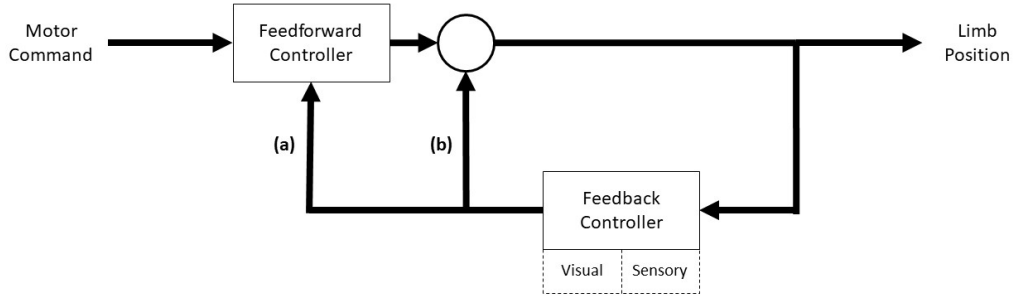 Motor
Command
Feedforward
Controller
Limb
Position
(a)
(b)
Feedback
Controller
Visual
Sensory